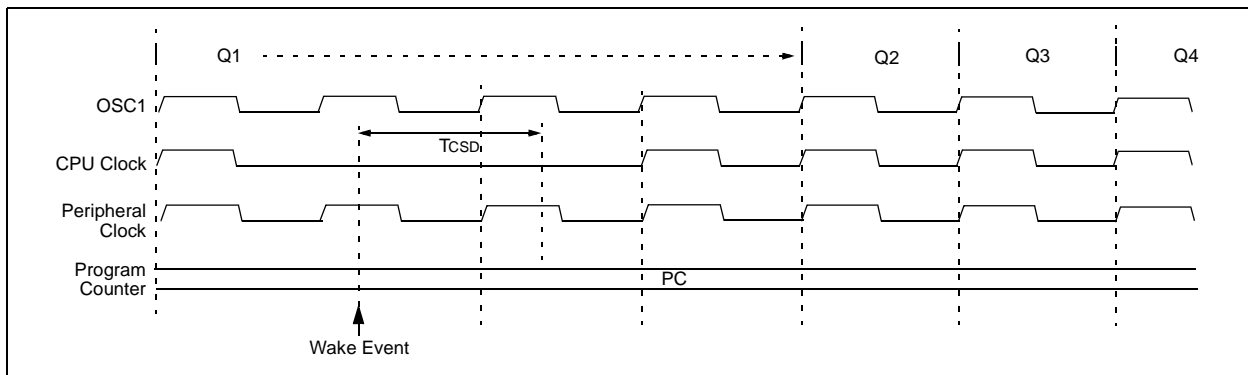 Q1 Q2 Q3 Q4
OSC1
TCSD
CPU Clock
Peripheral
Clock
Program
Counter
PC
Wake Event